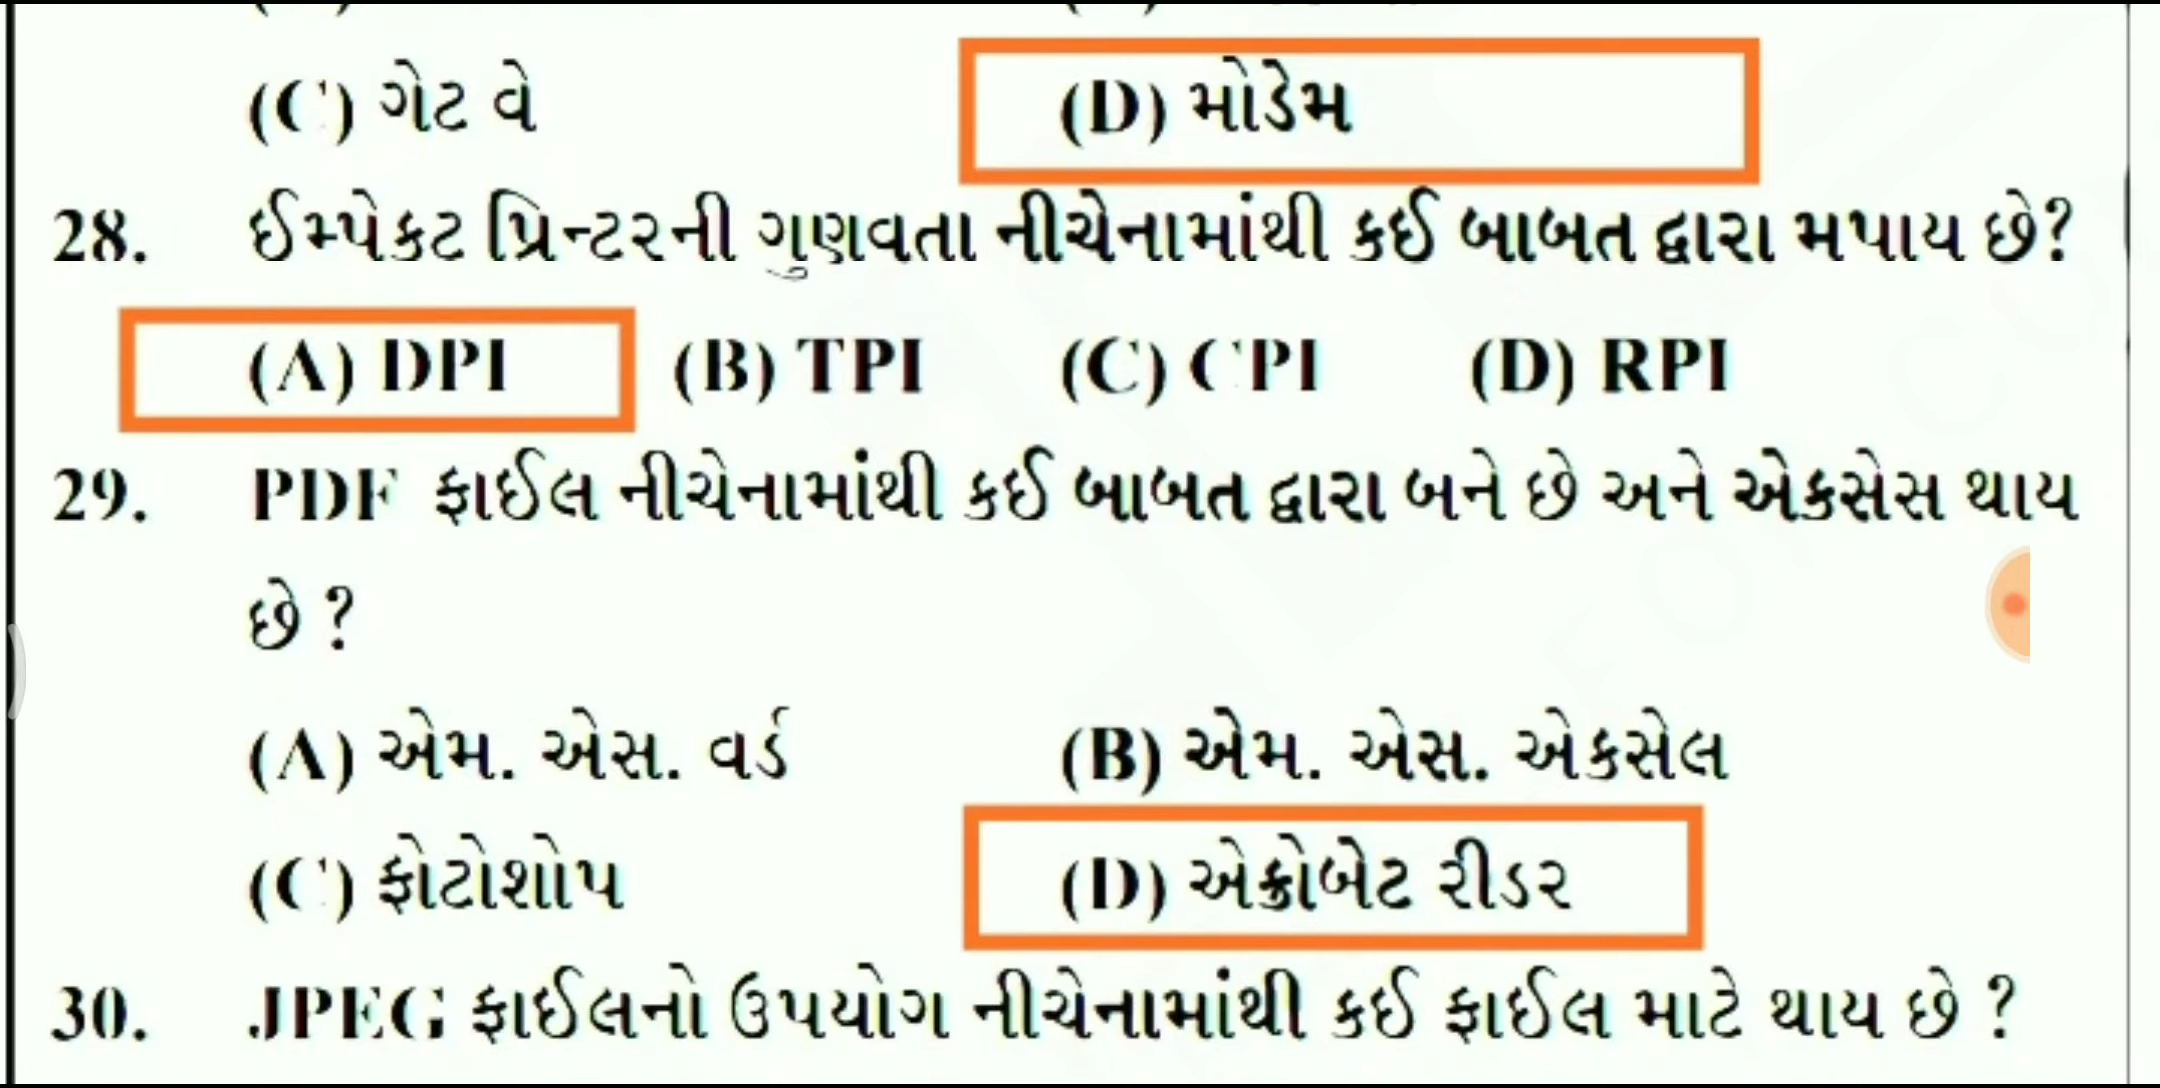 (C) ગેટ વે (D) મોડેમ
28. ઈમ્પેકટ પ્રિન્ટરની ગુણવતા નીચેનામાંથી કઈ બાબત દ્વારા મપાય છે?
(A) DPI (B) TPI (C) CPI (D) RPI
29. PDF ફાઈલ નીચેનામાંથી કઈ બાબત દ્વારા બને છે અને એકસેસ થાય
છે ?
(A) એમ. એસ. વર્ડ (B) એમ. એસ. એકસેલ
(C) ફોટોશોપ (D) એક્રોબેટ રીડર
30. JPEG ફાઈલનો ઉપયોગ નીચેનામાંથી કઈ ફાઈલ માટે થાય છે ?